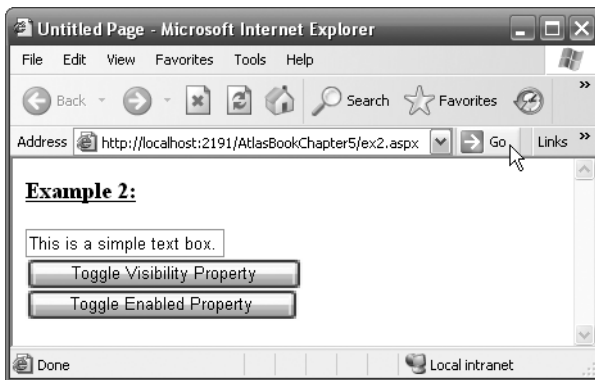 Untitled Page - Microsoft Internet Explorer
File Edit View Favorites Tools Help
Back Search Favorites »
Address http://localhost:2191/AtlasBookChapter5/ex2.aspx Go Links »
Example 2:
This is a simple text box.
Toggle Visibility Property
Toggle Enabled Property
Done Local intranet